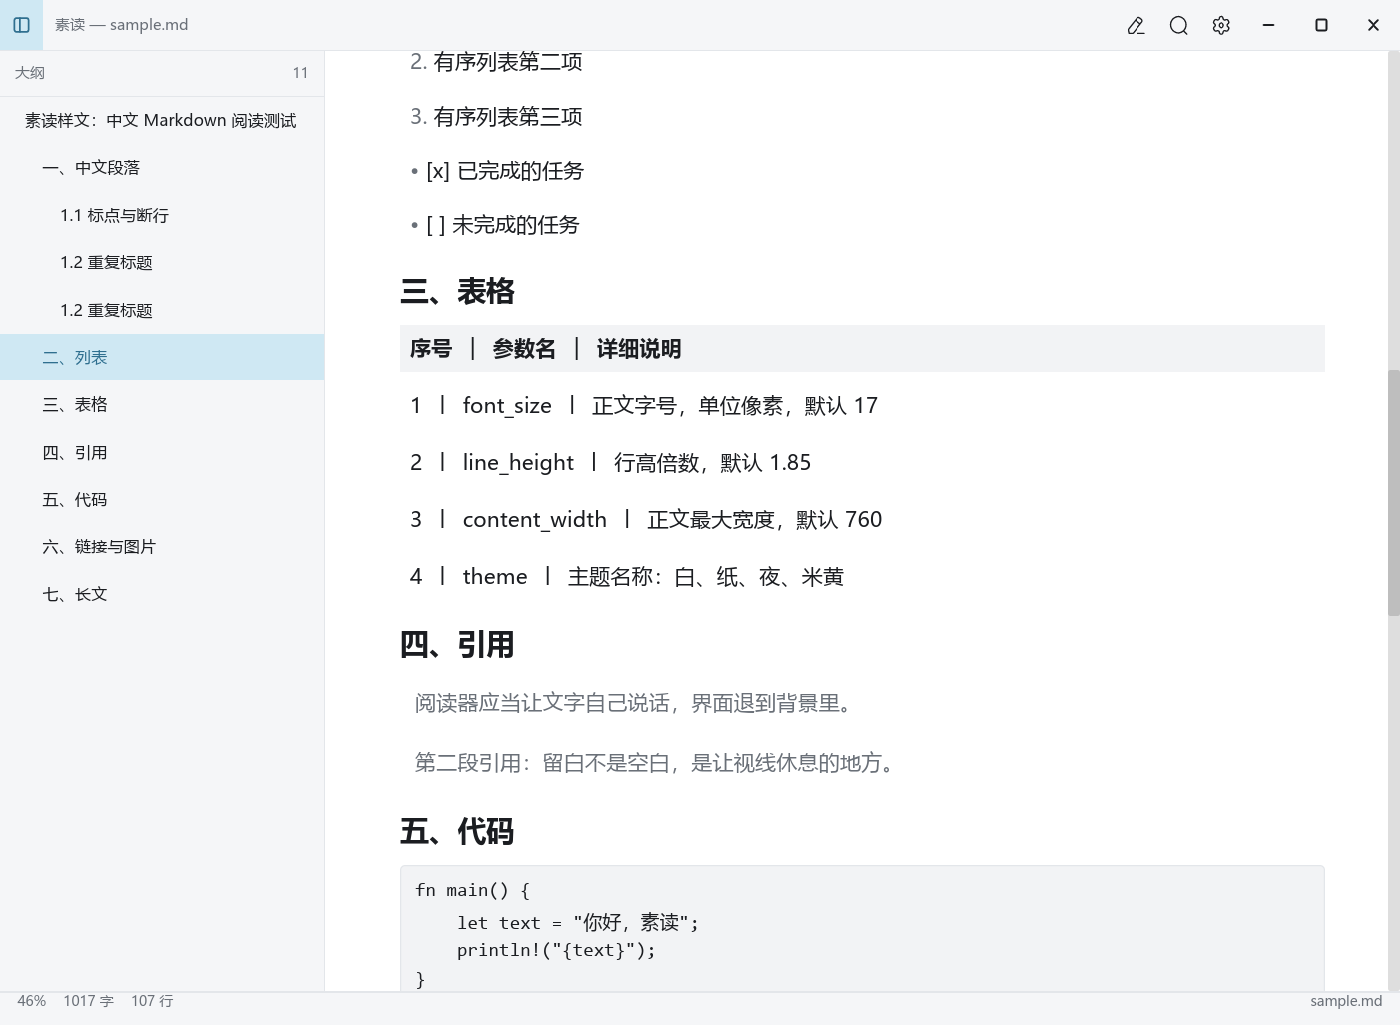 素读 — sample.md
大纲 11
素读样文：中文 Markdown 阅读测试
一、中文段落
1.1 标点与断行
1.2 重复标题
1.2 重复标题
二、列表
三、表格
四、引用
五、代码
六、链接与图片
七、长文
2. 有序列表第二项
3. 有序列表第三项
• [x] 已完成的任务
• [ ] 未完成的任务
三、表格
序号 | 参数名 | 详细说明
1 | font_size | 正文字号，单位像素，默认 17
2 | line_height | 行高倍数，默认 1.85
3 | content_width | 正文最大宽度，默认 760
4 | theme | 主题名称：白、纸、夜、米黄
四、引用
阅读器应当让文字自己说话，界面退到背景里。
第二段引用：留白不是空白，是让视线休息的地方。
五、代码
fn main() {
    let text = "你好，素读";
    println!("{text}");
}
46% 1017 字 107 行
sample.md